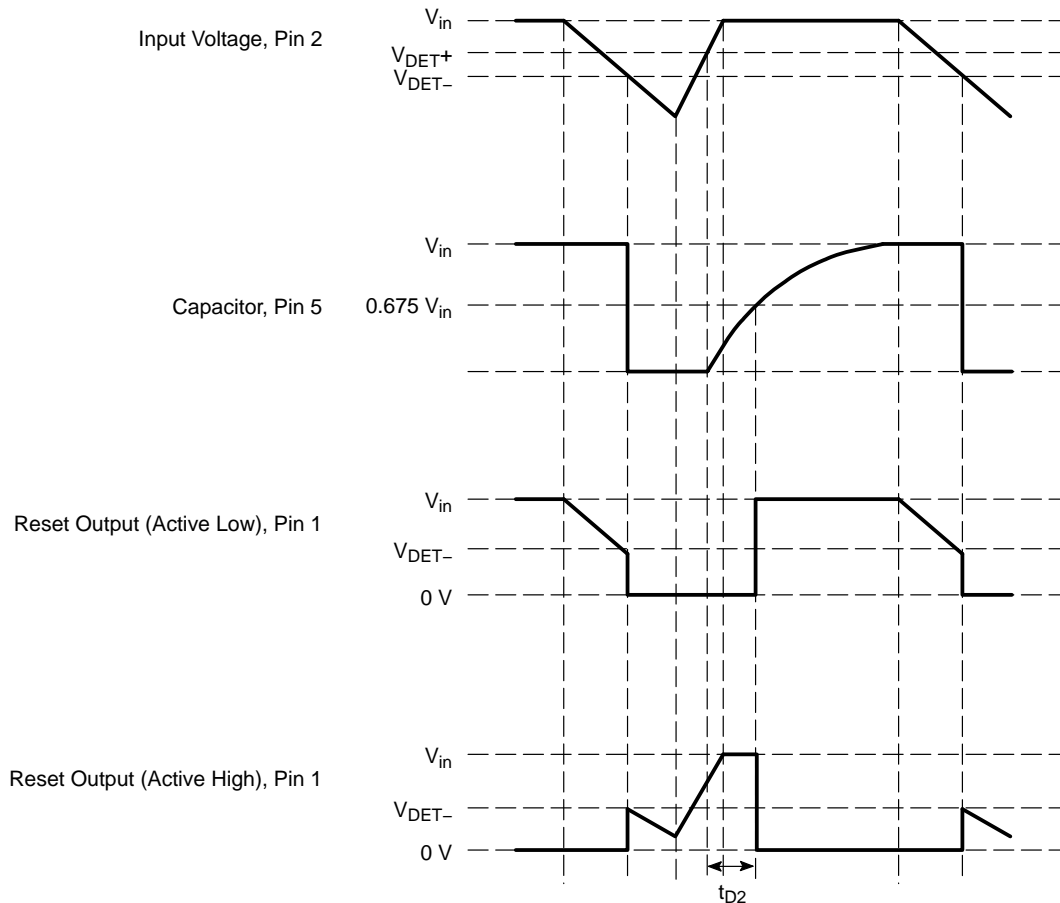 V_in
Input Voltage, Pin 2
V_DET+
V_DET−
V_in
Capacitor, Pin 5
0.675 V_in
V_in
Reset Output (Active Low), Pin 1
V_DET−
0 V
V_in
Reset Output (Active High), Pin 1
V_DET−
0 V
t_D2